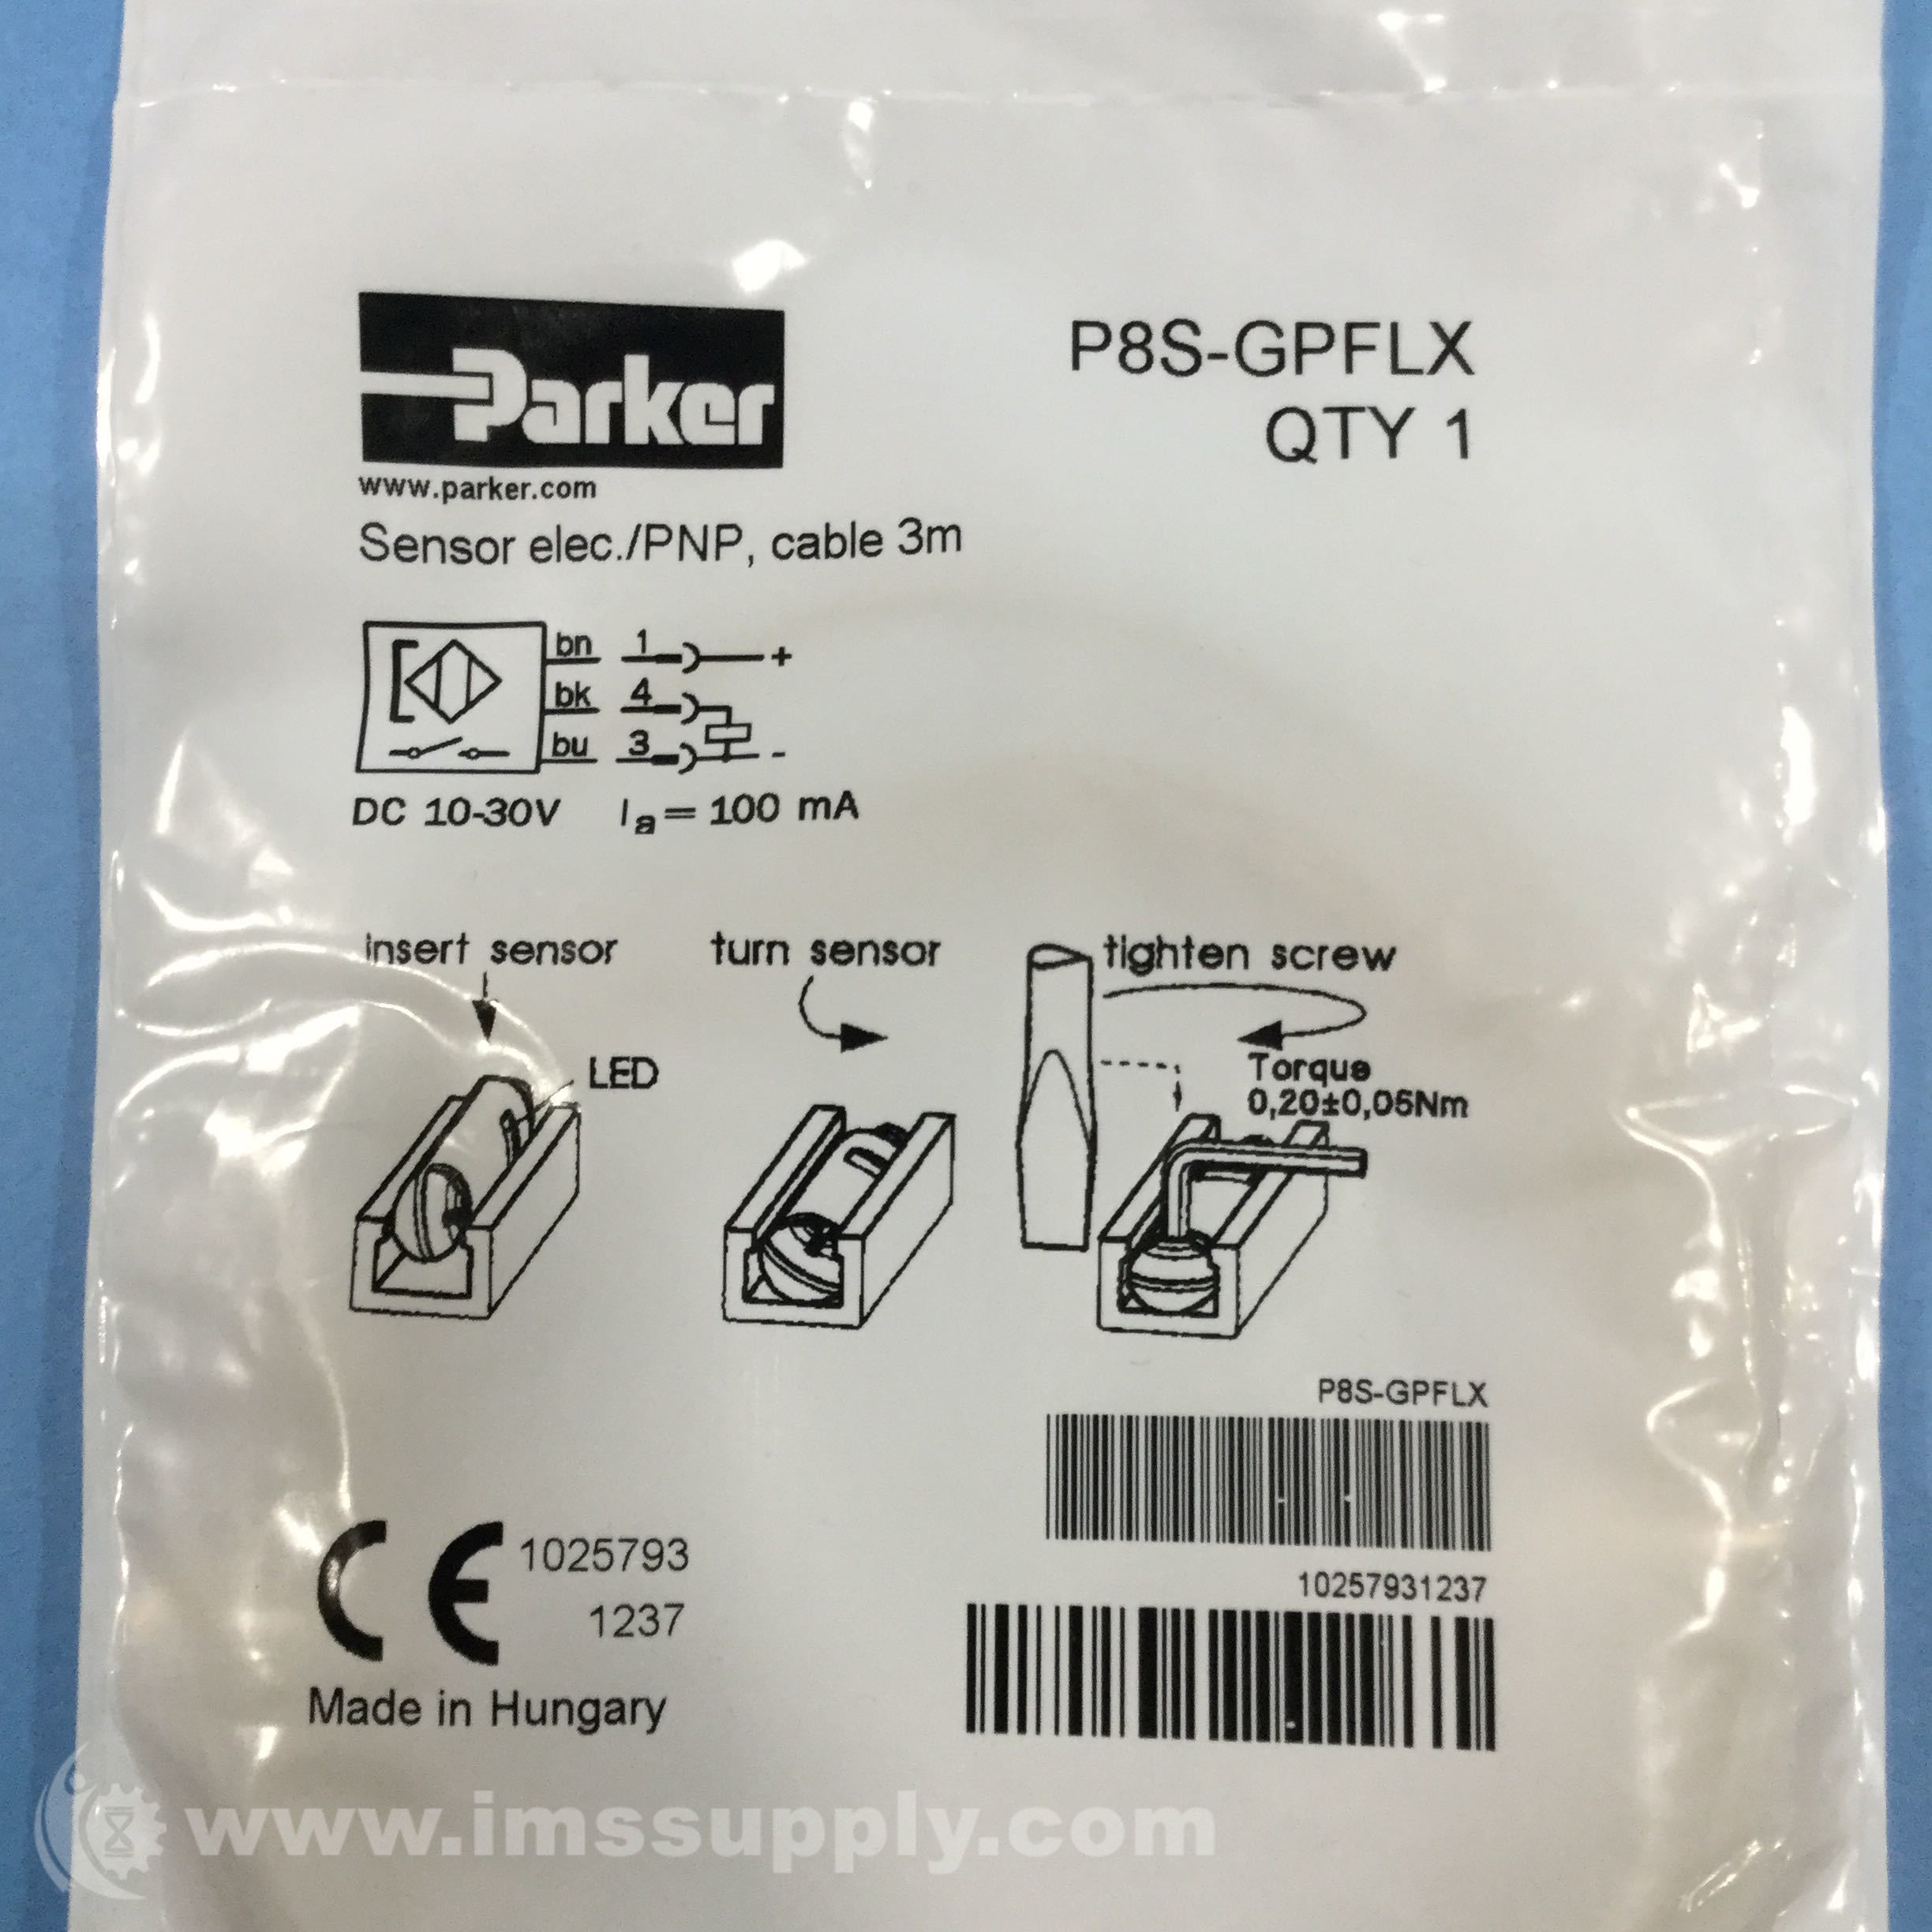 Parker
P8S-GPFLX
QTY 1
www.parker.com
Sensor elec./PNP, cable 3m
bn 1 +
bk 4
bu 3 -
DC 10-30V Ia = 100 mA
insert sensor
turn sensor
tighten screw
LED
Torque
0,20±0,05Nm
P8S-GPFLX
CE 1025793
1237
10257931237
Made in Hungary
www.imssupply.com